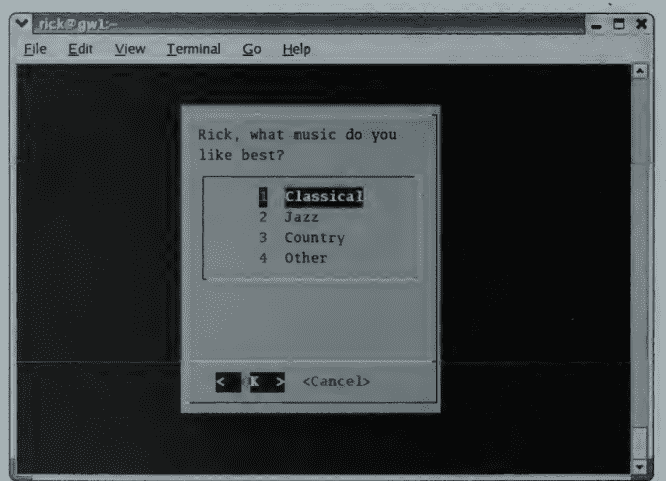 rick@gw1:~
File Edit View Terminal Go Help
Rick, what music do you
like best?
1 Classical
2 Jazz
3 Country
4 Other
< OK > <Cancel>